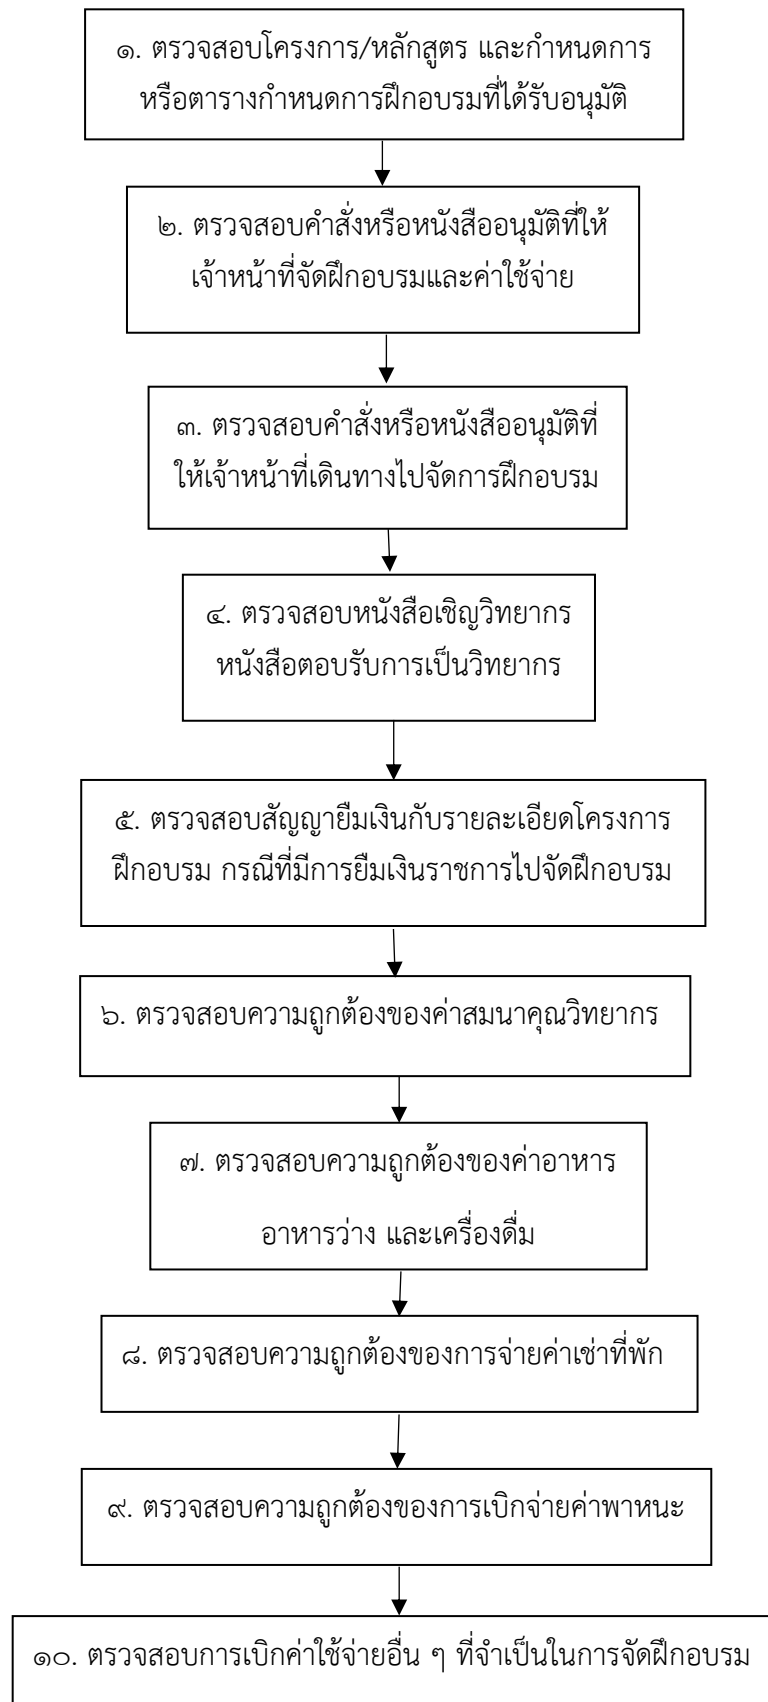 ๑. ตรวจสอบโครงการ/หลักสูตร และกำหนดการ
หรือตารางกำหนดการฝึกอบรมที่ได้รับอนุมัติ
๒. ตรวจสอบคำสั่งหรือหนังสืออนุมัติที่ให้
เจ้าหน้าที่จัดฝึกอบรมและค่าใช้จ่าย
๓. ตรวจสอบคำสั่งหรือหนังสืออนุมัติที่
ให้เจ้าหน้าที่เดินทางไปจัดการฝึกอบรม
๔. ตรวจสอบหนังสือเชิญวิทยากร
หนังสือตอบรับการเป็นวิทยากร
๕. ตรวจสอบสัญญายืมเงินกับรายละเอียดโครงการ
ฝึกอบรม กรณีที่มีการยืมเงินราชการไปจัดฝึกอบรม
๖. ตรวจสอบความถูกต้องของค่าสมนาคุณวิทยากร
๗. ตรวจสอบความถูกต้องของค่าอาหาร
อาหารว่าง และเครื่องดื่ม
๘. ตรวจสอบความถูกต้องของการจ่ายค่าเช่าที่พัก
๙. ตรวจสอบความถูกต้องของการเบิกจ่ายค่าพาหนะ
๑๐. ตรวจสอบการเบิกค่าใช้จ่ายอื่น ๆ ที่จำเป็นในการจัดฝึกอบรม